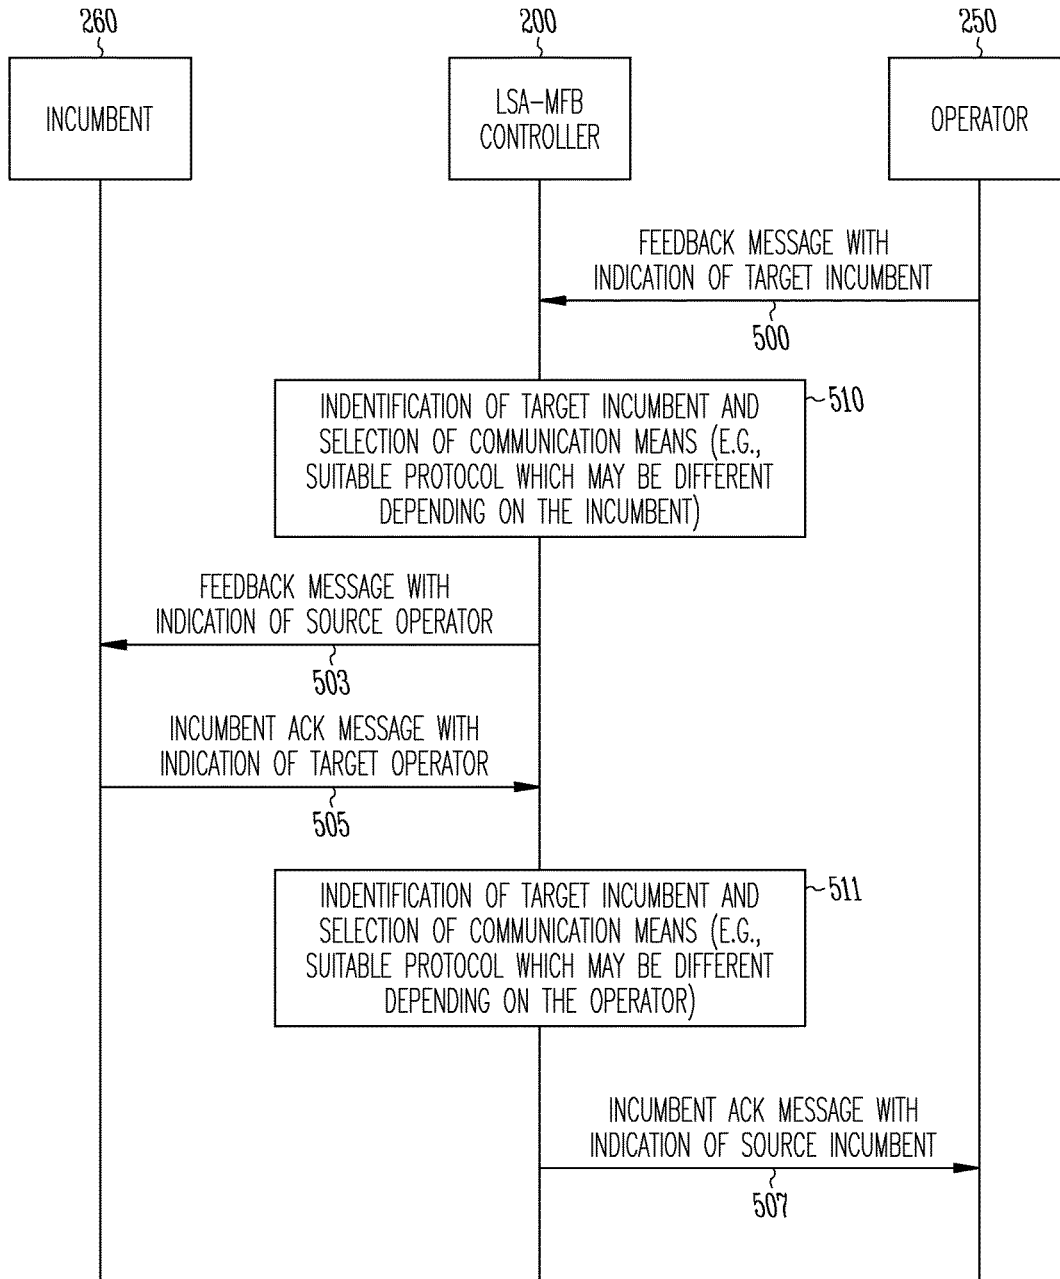 260
200
250
INCUMBENT
LSA-MFB
CONTROLLER
OPERATOR
FEEDBACK MESSAGE WITH
INDICATION OF TARGET INCUMBENT
500
INDENTIFICATION OF TARGET INCUMBENT AND
SELECTION OF COMMUNICATION MEANS (E.G.,
SUITABLE PROTOCOL WHICH MAY BE DIFFERENT
DEPENDING ON THE INCUMBENT)
510
FEEDBACK MESSAGE WITH
INDICATION OF SOURCE OPERATOR
503
INCUMBENT ACK MESSAGE WITH
INDICATION OF TARGET OPERATOR
505
INDENTIFICATION OF TARGET INCUMBENT AND
SELECTION OF COMMUNICATION MEANS (E.G.,
SUITABLE PROTOCOL WHICH MAY BE DIFFERENT
DEPENDING ON THE OPERATOR)
511
INCUMBENT ACK MESSAGE WITH
INDICATION OF SOURCE INCUMBENT
507